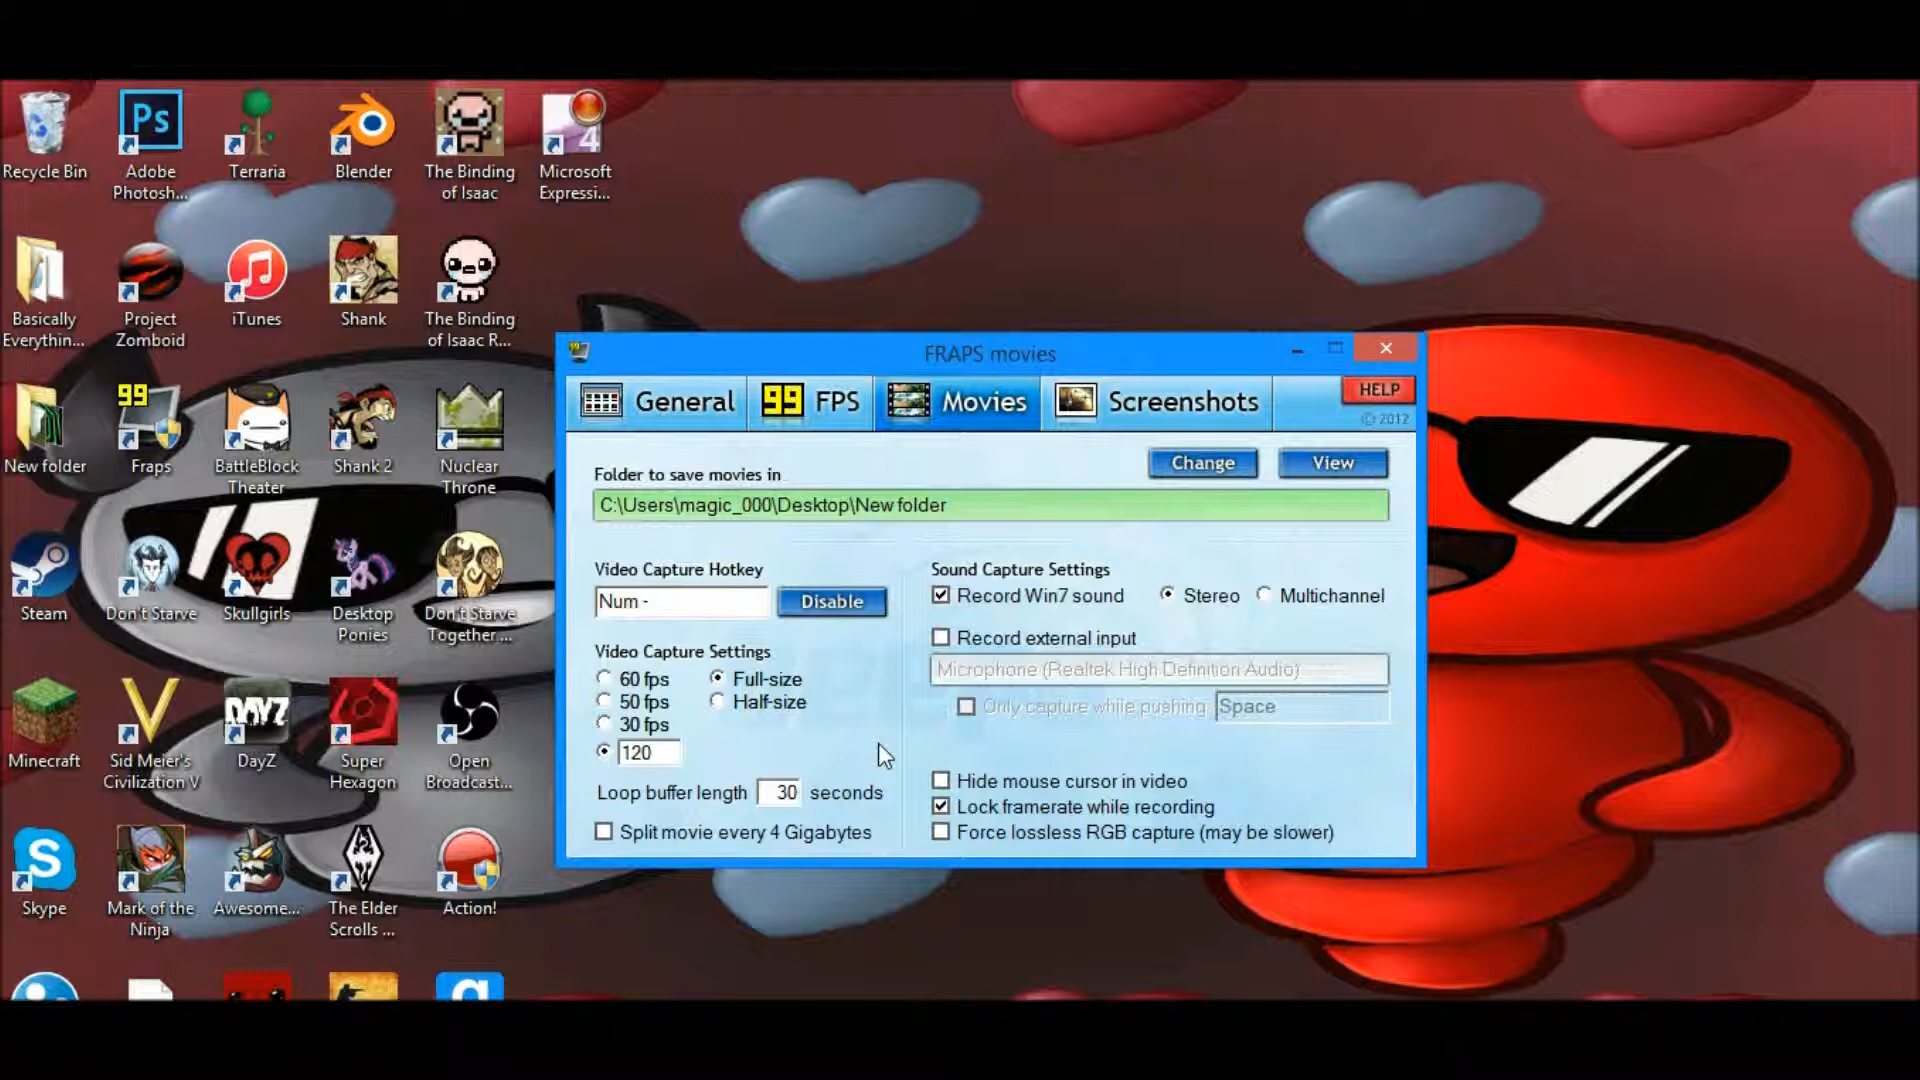 Recycle Bin
Adobe
Photosh...
Ps
Terraria
Blender
The Binding
of Isaac
Microsoft
Expressi...
4
Basically
Everythin...
Project
Zomboid
iTunes
Shank
The Binding
of Isaac R...
New folder
99
Fraps
BattleBlock
Theater
Shank 2
Nuclear
Throne
Steam
Don't Starve
Skullgirls
Desktop
Ponies
Don't Starve
Together ...
Minecraft
Sid Meier's
Civilization V
DAYZ
DayZ
Super
Hexagon
Open
Broadcast...
S
Skype
Mark of the
Ninja
Awesome...
The Elder
Scrolls ...
Action!
FRAPS movies
General
99 FPS
Movies
Screenshots
HELP
© 2012
Folder to save movies in
Change
View
C:\Users\magic_000\Desktop\New folder
Video Capture Hotkey
Num -
Disable
Video Capture Settings
60 fps
Full-size
50 fps
Half-size
30 fps
120
Loop buffer length 30 seconds
Split movie every 4 Gigabytes
Sound Capture Settings
Record Win7 sound
Stereo
Multichannel
Record external input
Microphone (Realtek High Definition Audio)
Only capture while pushing
Space
Hide mouse cursor in video
Lock framerate while recording
Force lossless RGB capture (may be slower)